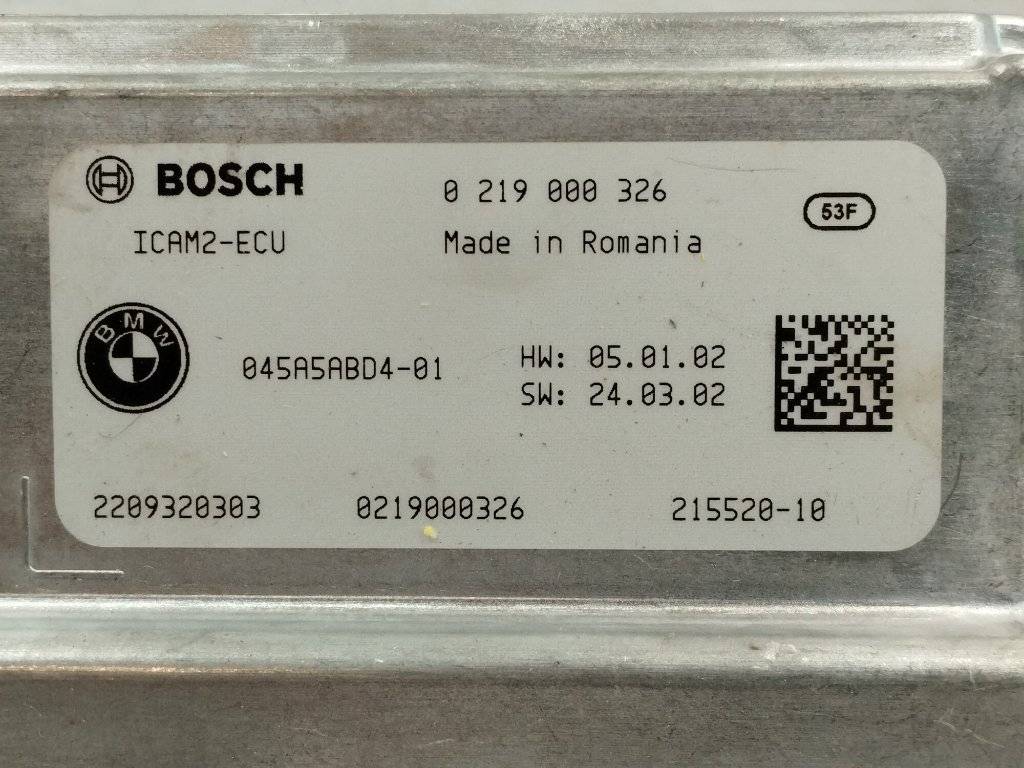 BOSCH
0 219 000 326
53F
ICAM2-ECU
Made in Romania
BMW
045A5ABD4-01
HW: 05.01.02
SW: 24.03.02
2209320303
0219000326
215520-10